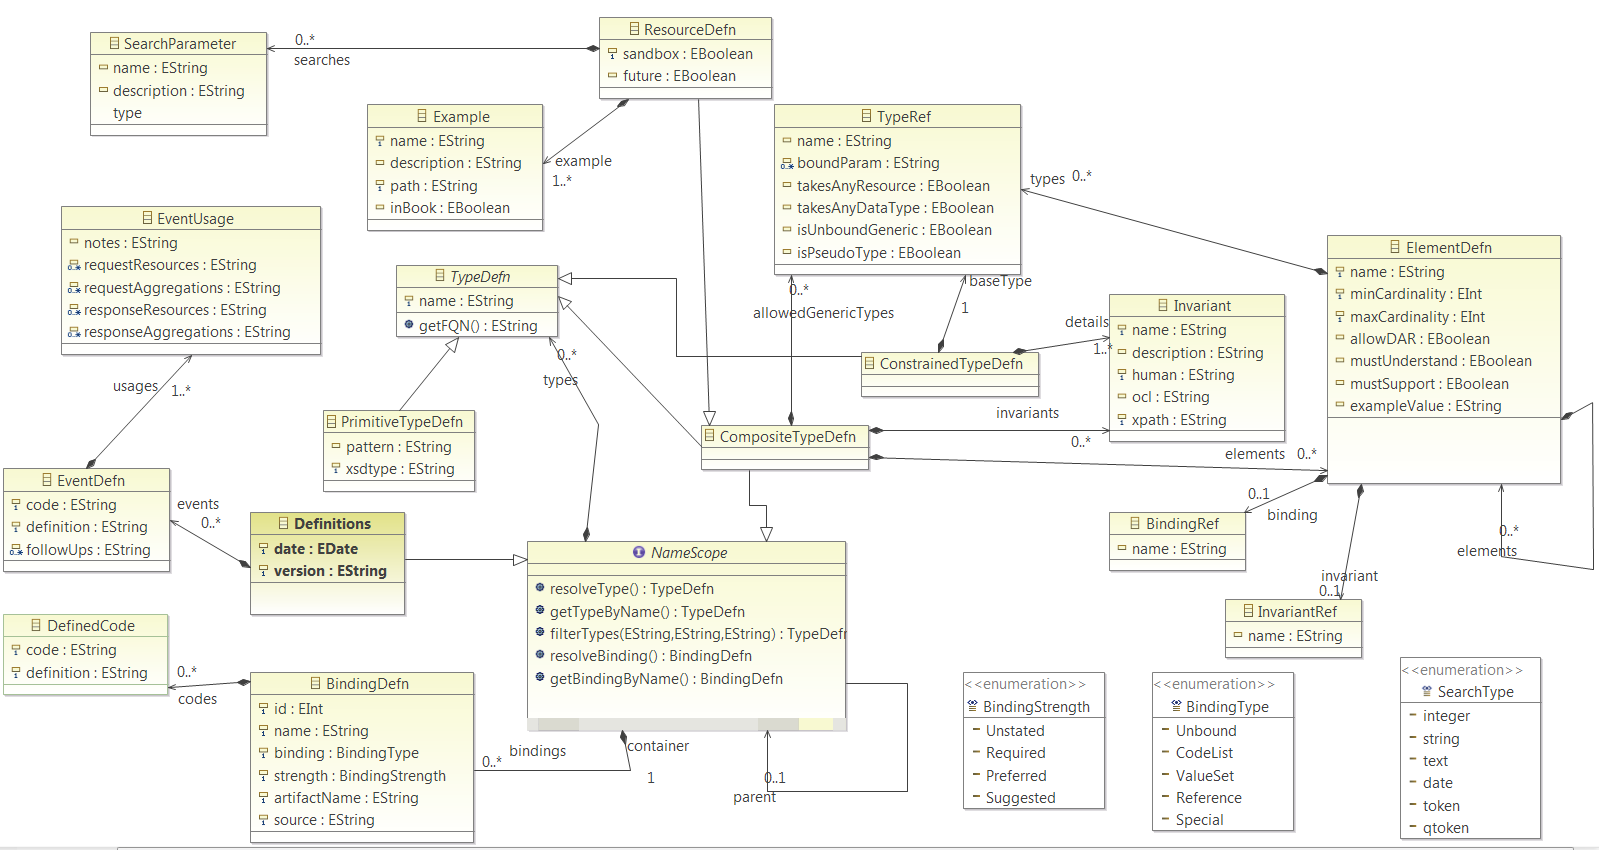 ResourceDefn
sandbox : EBoolean
future : EBoolean
SearchParameter
name : EString
description : EString
type
0..*
searches
Example
name : EString
description : EString
path : EString
inBook : EBoolean
example
1..*
TypeRef
name : EString
boundParam : EString
takesAnyResource : EBoolean
takesAnyDataType : EBoolean
isUnboundGeneric : EBoolean
isPseudoType : EBoolean
types 0..*
EventUsage
notes : EString
requestResources : EString
requestAggregations : EString
responseResources : EString
responseAggregations : EString
TypeDefn
name : EString
getFQN() : EString
0..*
allowedGenericTypes
baseType
1
ElementDefn
name : EString
minCardinality : EInt
maxCardinality : EInt
allowDAR : EBoolean
mustUnderstand : EBoolean
mustSupport : EBoolean
exampleValue : EString
Invariant
name : EString
description : EString
human : EString
ocl : EString
xpath : EString
details
1..*
ConstrainedTypeDefn
0..*
types
usages
1..*
PrimitiveTypeDefn
pattern : EString
xsdtype : EString
CompositeTypeDefn
invariants
0..*
elements 0..*
EventDefn
code : EString
definition : EString
followUps : EString
events
0..*
Definitions
date : EDate
version : EString
0..1
binding
BindingRef
name : EString
0..*
elements
NameScope
resolveType() : TypeDefn
getTypeByName() : TypeDefn
filterTypes(EString,EString,EString) : TypeDefn
resolveBinding() : BindingDefn
getBindingByName() : BindingDefn
invariant
0..1
InvariantRef
name : EString
DefinedCode
code : EString
definition : EString
0..*
codes
BindingDefn
id : EInt
name : EString
binding : BindingType
strength : BindingStrength
artifactName : EString
source : EString
bindings
0..*
container
1
0..1
parent
<<enumeration>>
BindingStrength
Unstated
Required
Preferred
Suggested
<<enumeration>>
BindingType
Unbound
CodeList
ValueSet
Reference
Special
<<enumeration>>
SearchType
integer
string
text
date
token
qtoken